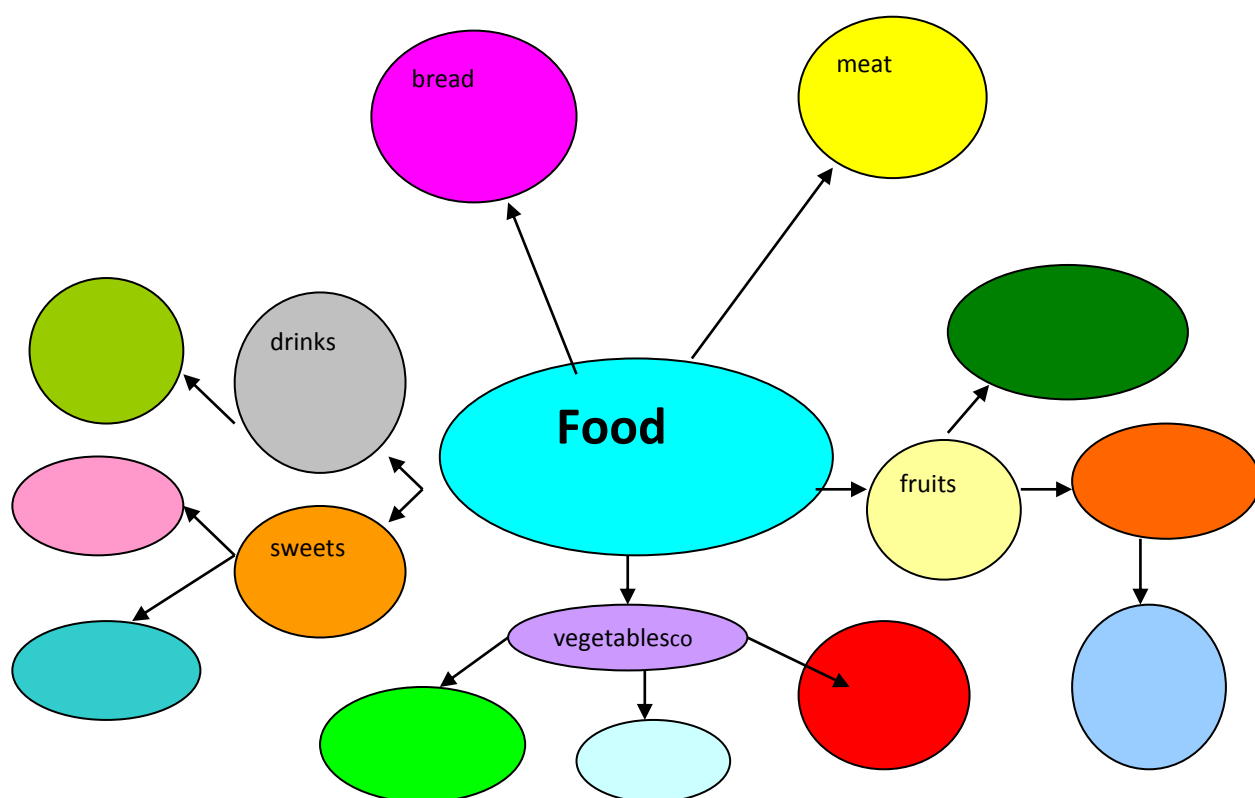 bread
meat
drinks
Food
fruits
sweets
vegetablesco